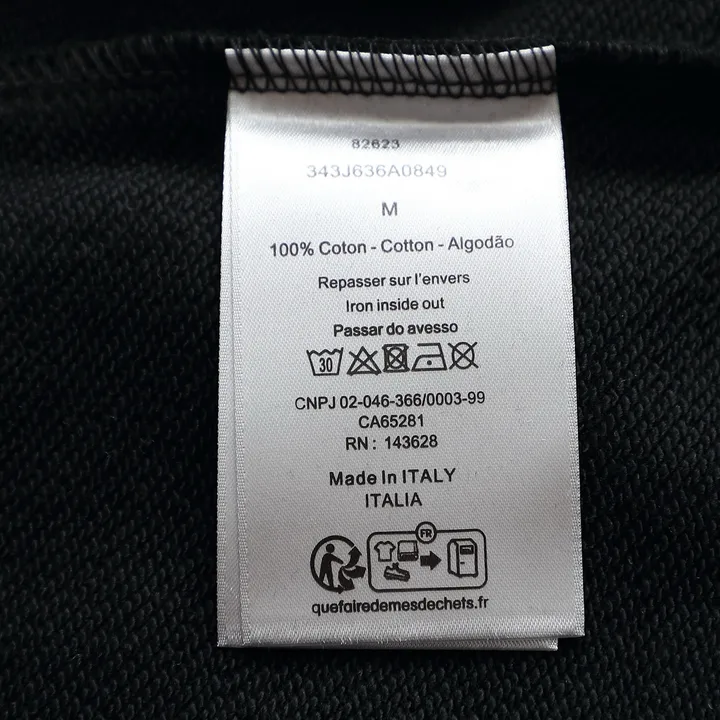 82623
343J636A0849
M
100% Coton - Cotton - Algodão
Repasser sur l'envers
Iron inside out
Passar do avesso
30
CNPJ 02-046-366/0003-99
CA65281
RN : 143628
Made In ITALY
ITALIA
FR
quefairedemesdechets.fr